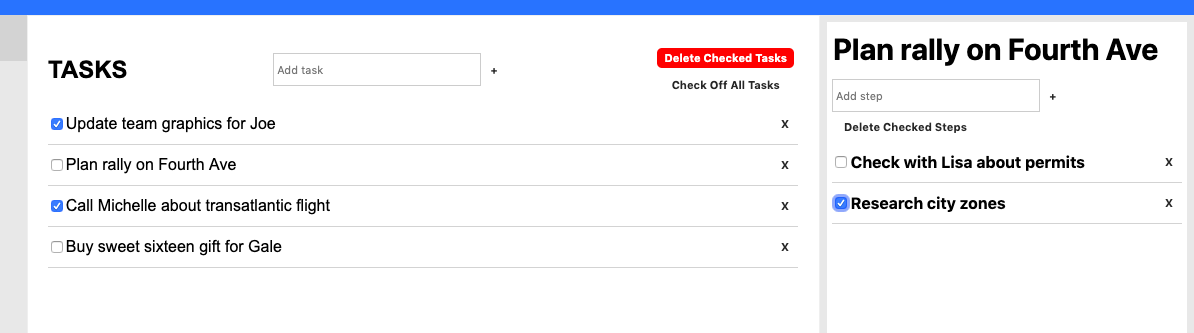 TASKS
Add task
+
Delete Checked Tasks
Check Off All Tasks
Update team graphics for Joe X
Plan rally on Fourth Ave X
Call Michelle about transatlantic flight X
Buy sweet sixteen gift for Gale X
Plan rally on Fourth Ave
Add step
+
Delete Checked Steps
Check with Lisa about permits X
Research city zones X